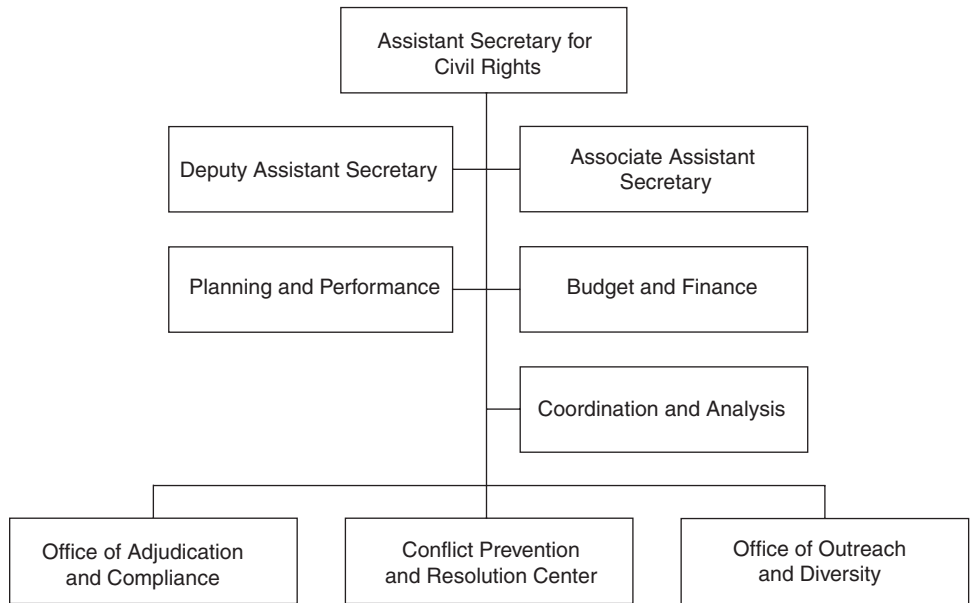 Assistant Secretary for
Civil Rights
Deputy Assistant Secretary
Associate Assistant
Secretary
Planning and Performance
Budget and Finance
Coordination and Analysis
Office of Adjudication
and Compliance
Conflict Prevention
and Resolution Center
Office of Outreach
and Diversity